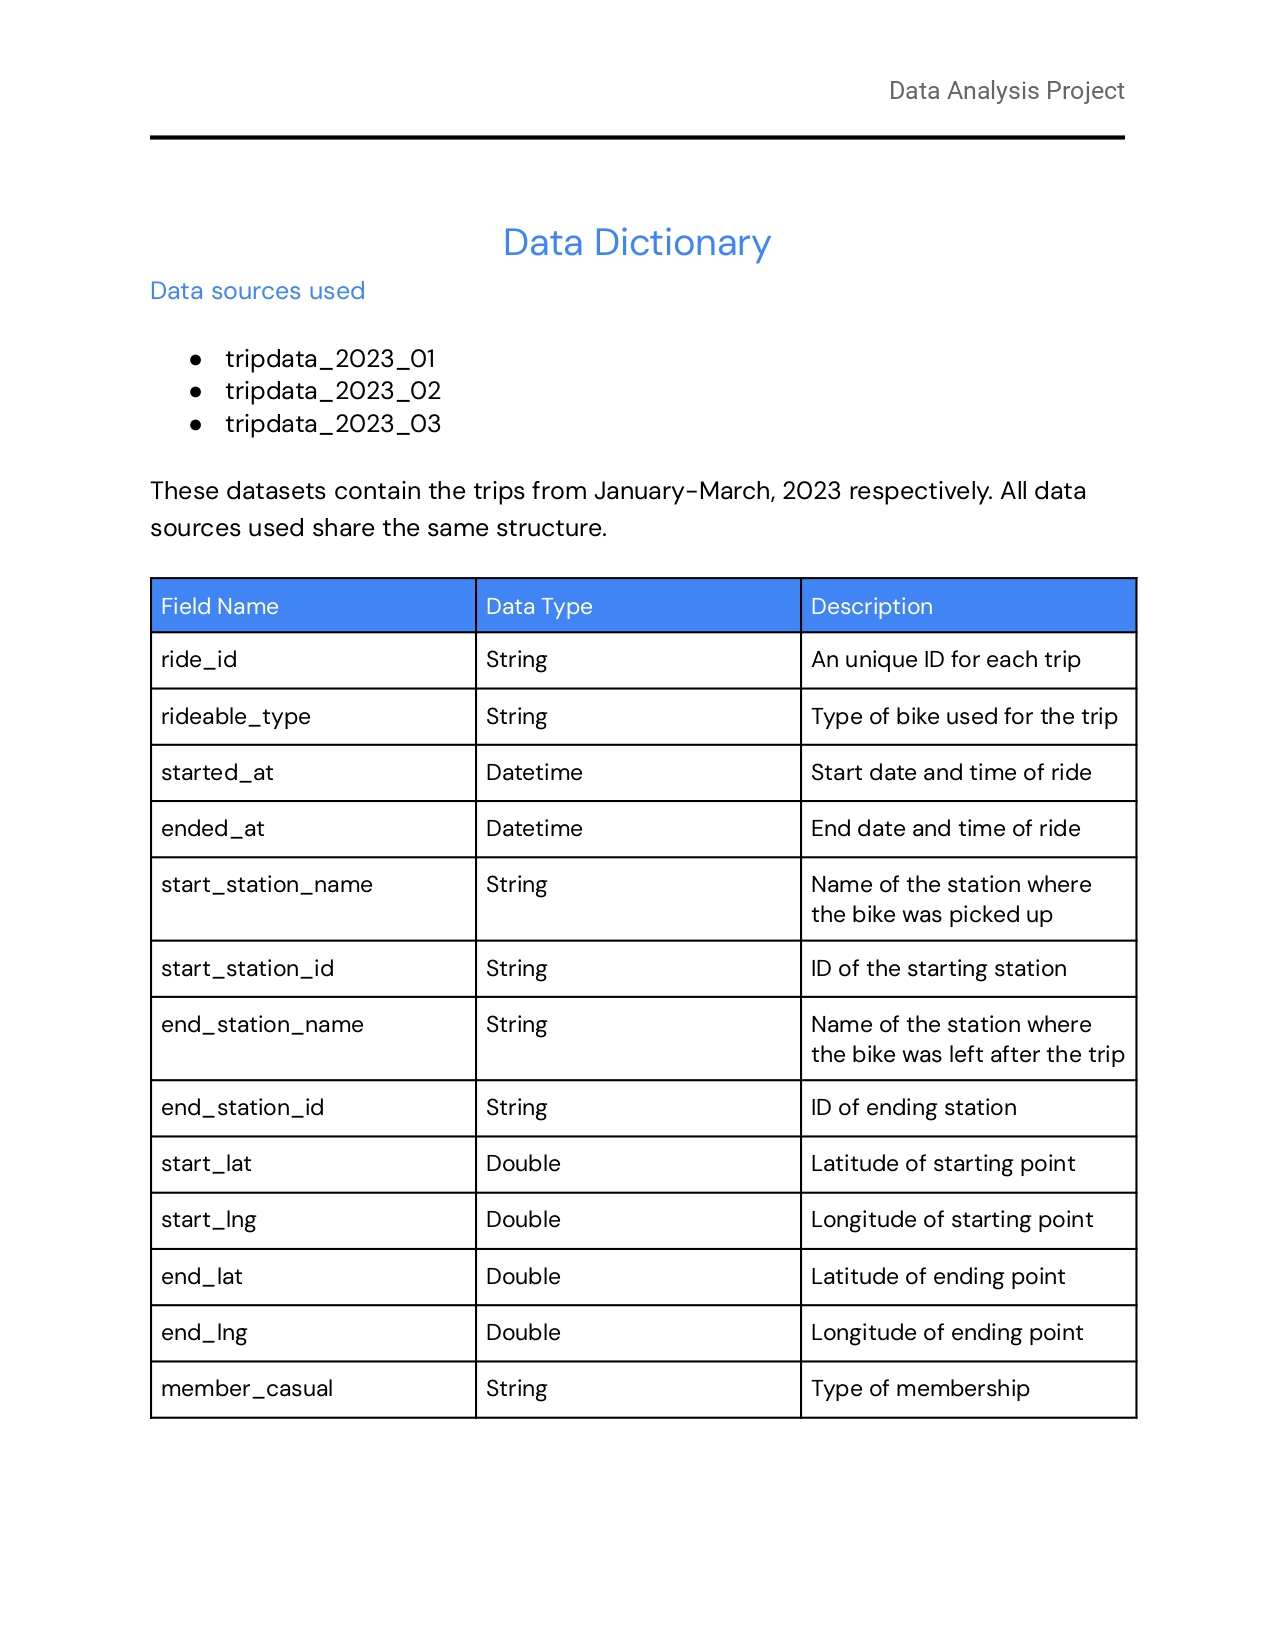 Data Analysis Project
Data Dictionary
Data sources used
● tripdata_2023_01
● tripdata_2023_02
● tripdata_2023_03
These datasets contain the trips from January-March, 2023 respectively. All data
sources used share the same structure.
Field Name Data Type Description
ride_id String An unique ID for each trip
rideable_type String Type of bike used for the trip
started_at Datetime Start date and time of ride
ended_at Datetime End date and time of ride
start_station_name String Name of the station where
the bike was picked up
start_station_id String ID of the starting station
end_station_name String Name of the station where
the bike was left after the trip
end_station_id String ID of ending station
start_lat Double Latitude of starting point
start_lng Double Longitude of starting point
end_lat Double Latitude of ending point
end_lng Double Longitude of ending point
member_casual String Type of membership